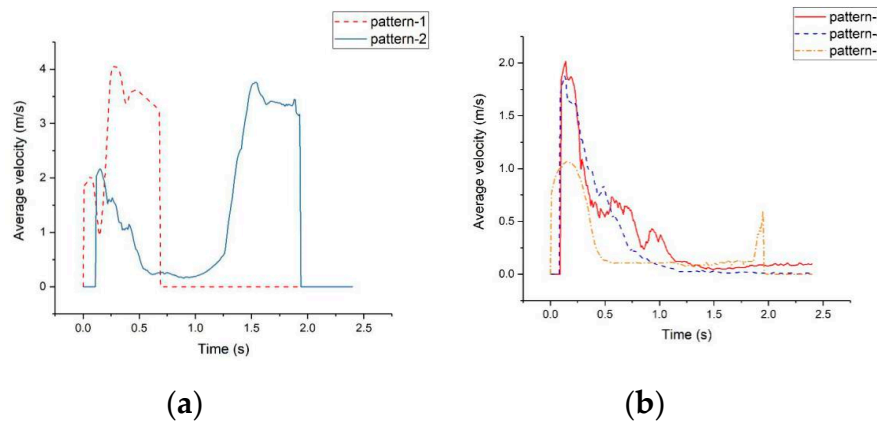 pattern-1
pattern-2
Average velocity (m/s)
4
3
2
1
0
0.0 0.5 1.0 1.5 2.0 2.5
Time (s)
(a)
pattern-
pattern-
pattern-
Average velocity (m/s)
2.0
1.5
1.0
0.5
0.0
0.0 0.5 1.0 1.5 2.0 2.5
Time (s)
(b)